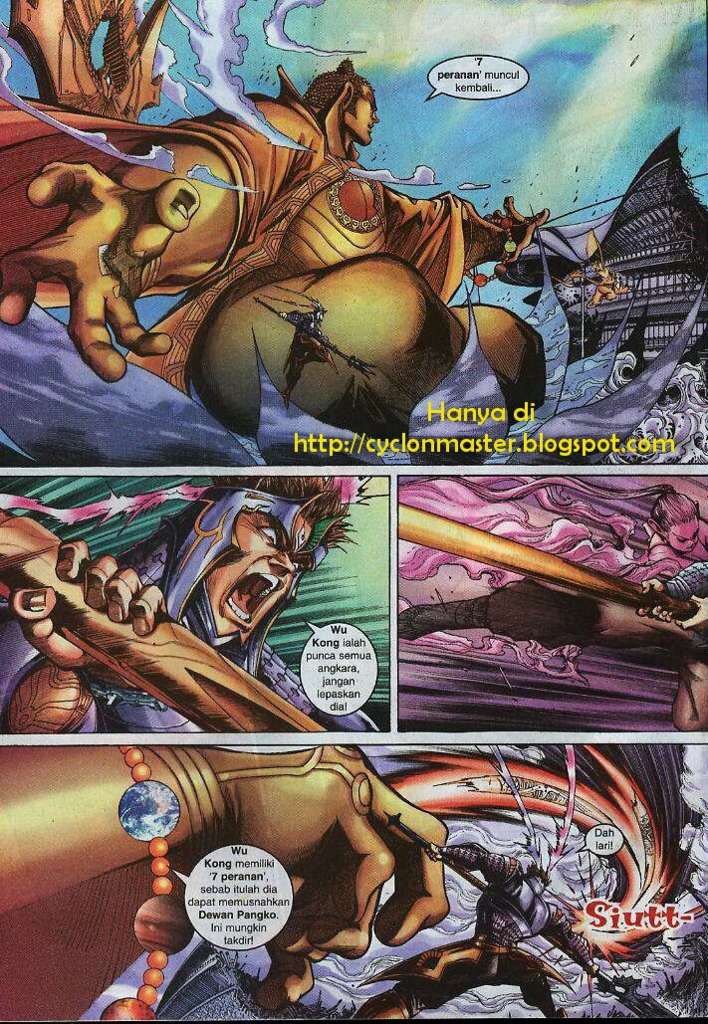 '7
peranan' muncul
kembali...
Hanya di
http://cyclonmaster.blogspot.com
Wu
Kong ialah
punca semua
angkara,
jangan
lepaskan
dia!
Wu
Kong memiliki
'7 peranan',
sebab itulah dia
dapat memusnahkan
Dewan Pangko.
Ini mungkin
takdir!
Dah
lari!
Siutt-